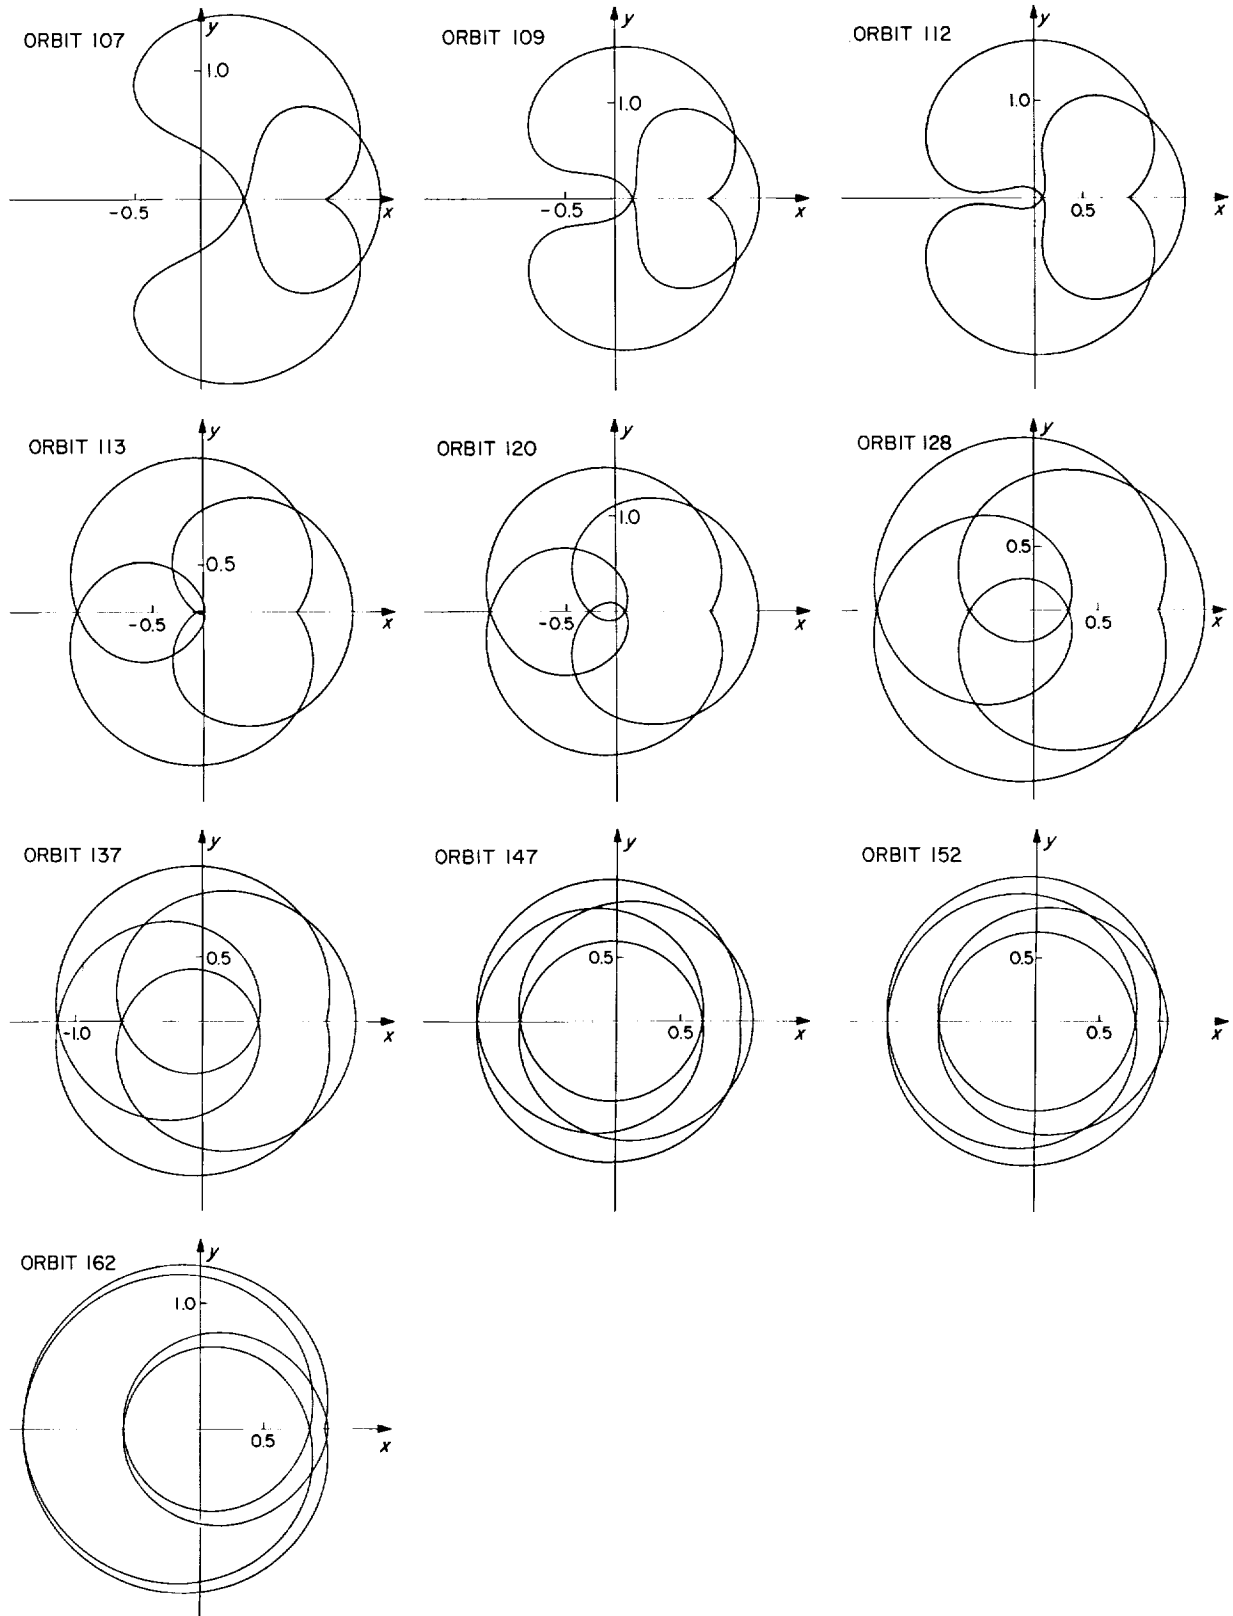 ORBIT 107
y
1.0
-0.5
x
ORBIT 109
y
1.0
-0.5
x
ORBIT 112
y
1.0
0.5
x
ORBIT 113
y
0.5
-0.5
x
ORBIT 120
y
1.0
-0.5
x
ORBIT 128
y
0.5
0.5
x
ORBIT 137
y
0.5
-1.0
x
ORBIT 147
y
0.5
0.5
x
ORBIT 152
y
0.5
0.5
x
ORBIT 162
y
1.0
0.5
x